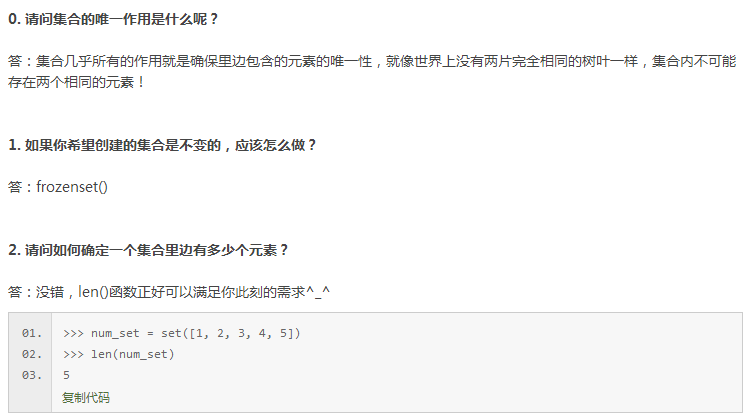 0. 请问集合的唯一作用是什么呢？
答：集合几乎所有的作用就是确保里边包含的元素的唯一性，就像世界上没有两片完全相同的树叶一样，集合内不可能
存在两个相同的元素！
1. 如果你希望创建的集合是不变的，应该怎么做？
答：frozenset()
2. 请问如何确定一个集合里边有多少个元素？
答：没错，len()函数正好可以满足你此刻的需求^_^
01. >>> num_set = set([1, 2, 3, 4, 5])
02. >>> len(num_set)
03. 5
复制代码